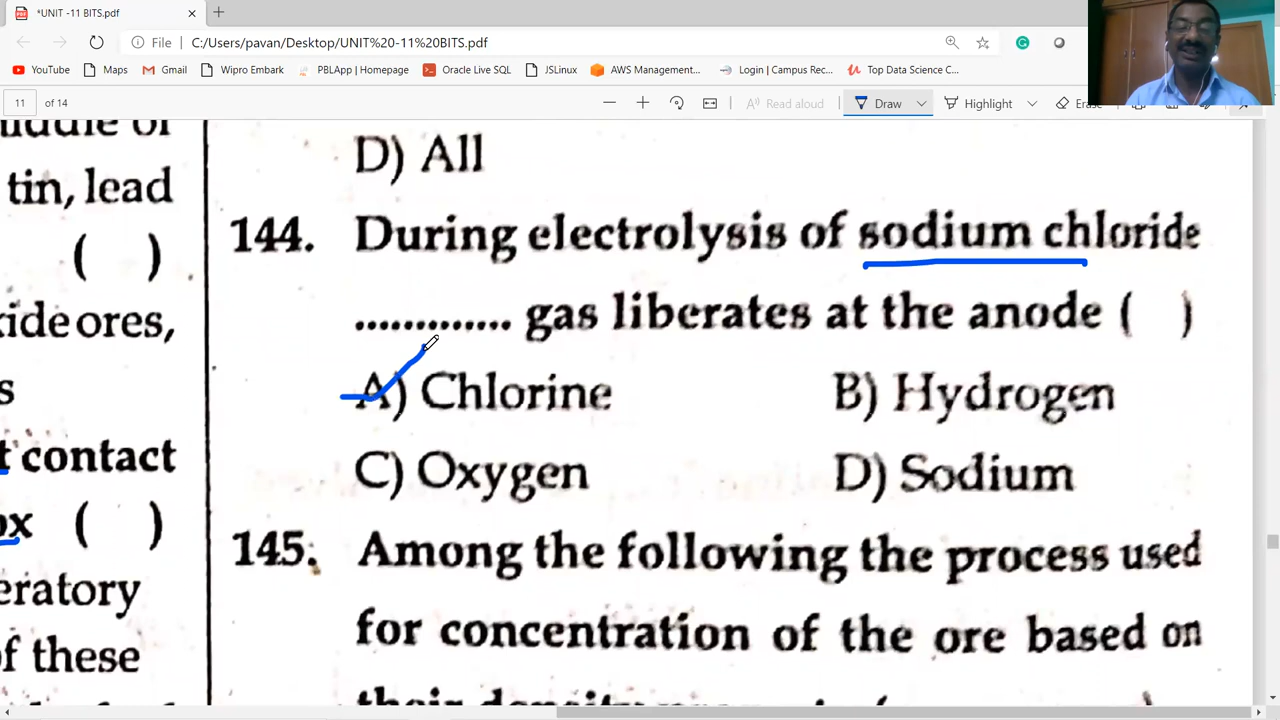 *UNIT -11 BITS.pdf
File
C:/Users/pavan/Desktop/UNIT%20-11%20BITS.pdf
YouTube
Maps
Gmail
Wipro Embark
PBLApp | Homepage
Oracle Live SQL
JSLinux
AWS Management...
Login | Campus Rec...
Top Data Science C...
11 of 14
Read aloud
Draw
Highlight
Erase
tin, lead
( )
ide ores,
s
contact
ox ( )
eratory
of these
D) All
144. During electrolysis of sodium chloride
............. gas liberates at the anode ( )
A) Chlorine B) Hydrogen
C) Oxygen D) Sodium
145. Among the following the process used
for concentration of the ore based on